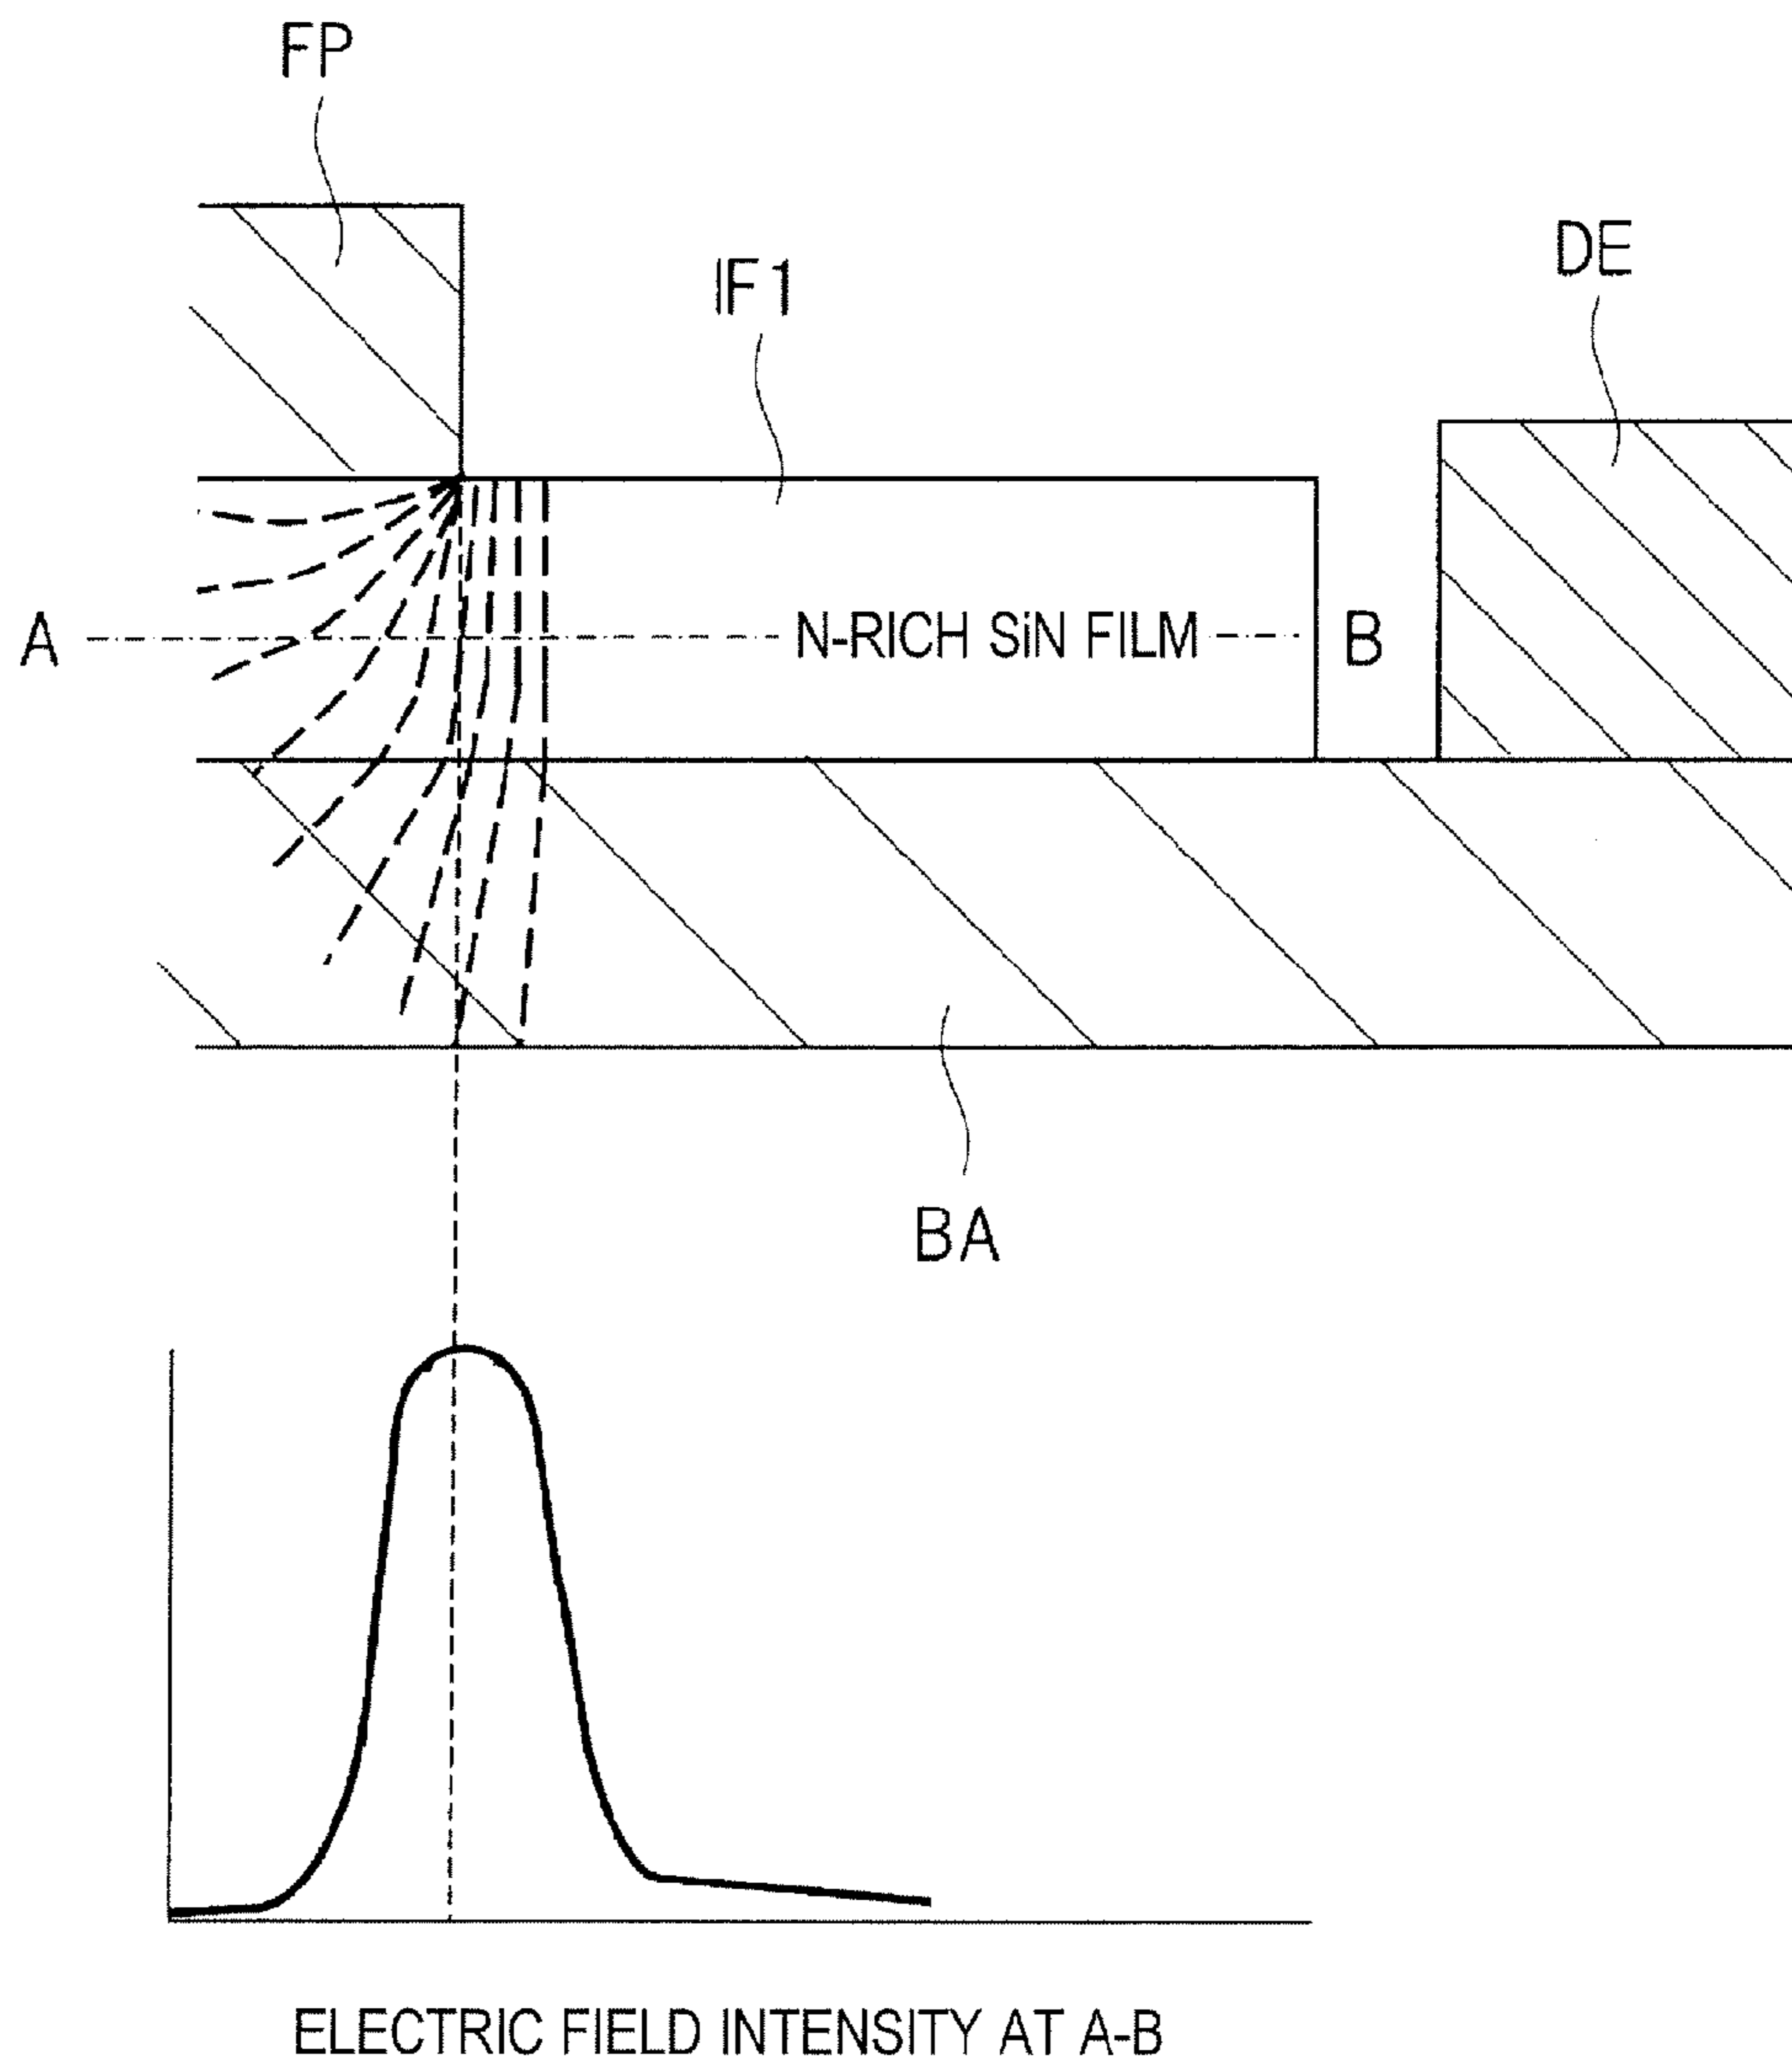 FP
IF1
DE
A
N-RICH SiN FILM
B
BA
ELECTRIC FIELD INTENSITY AT A-B